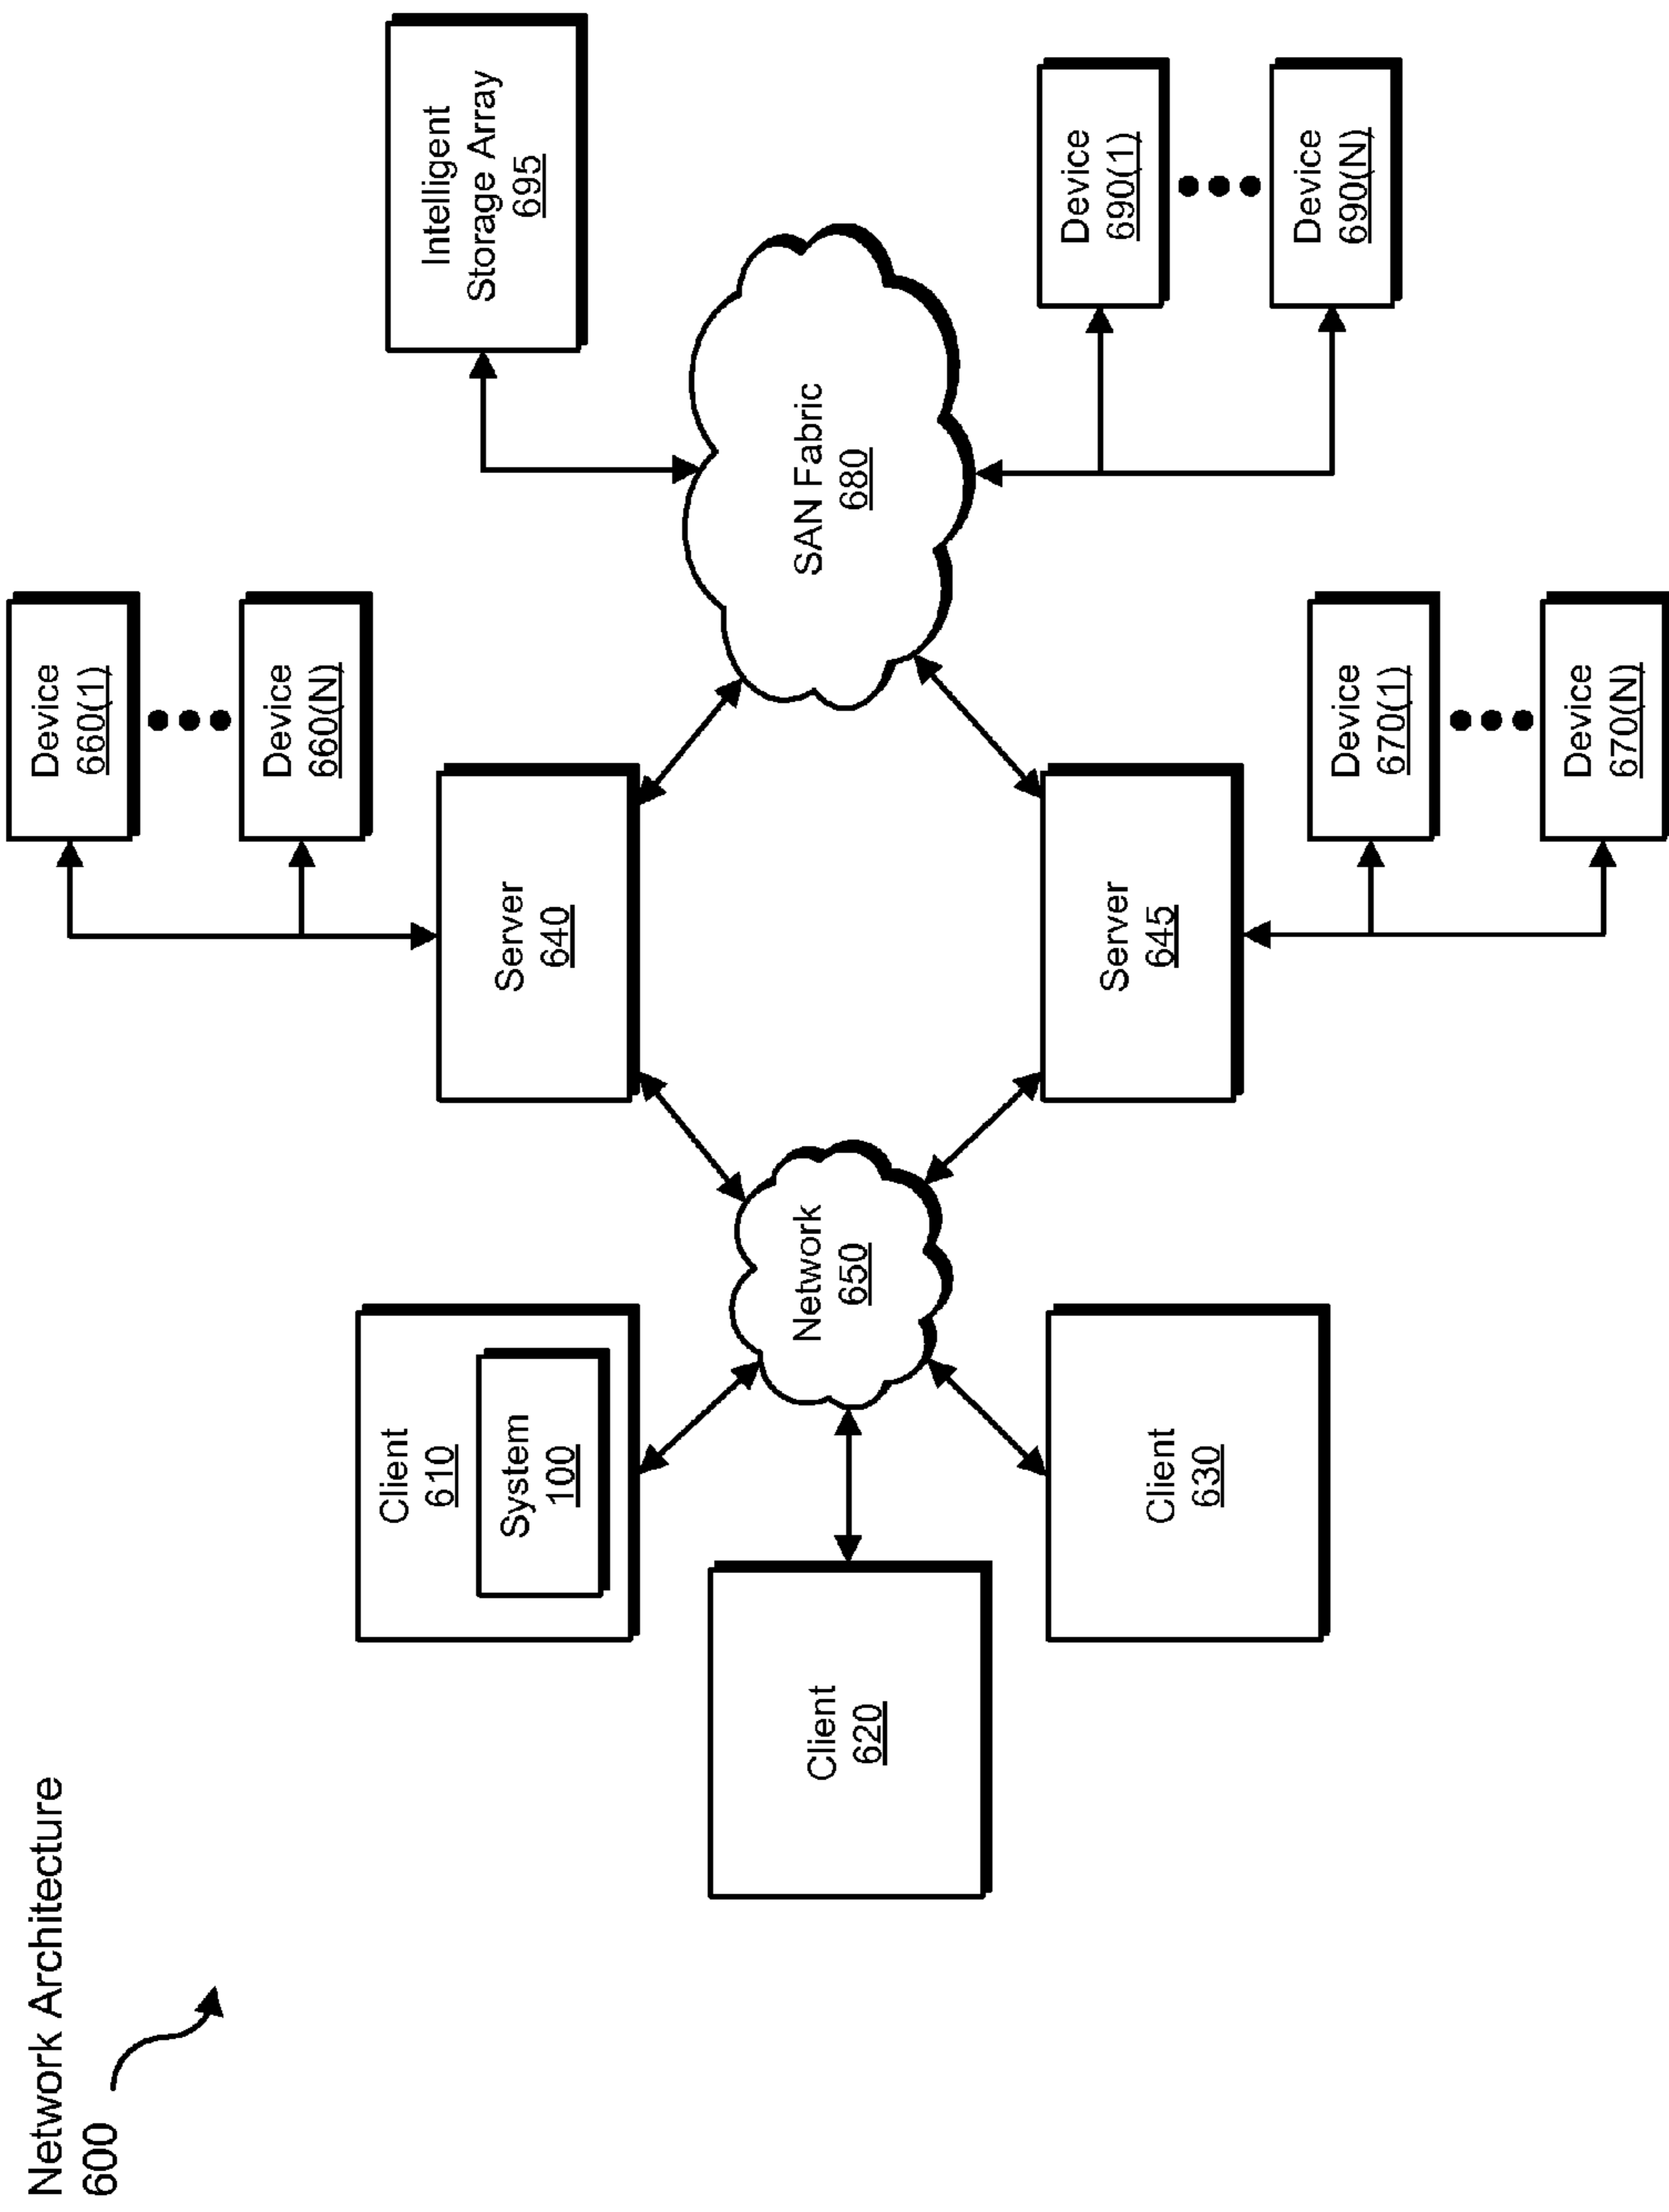 Network Architecture
600
Device
660(1)
Device
660(N)
Intelligent
Storage Array
695
Client
610
System
100
Server
640
Client
620
Network
650
SAN Fabric
680
Client
630
Server
645
Device
690(1)
Device
690(N)
Device
670(1)
Device
670(N)